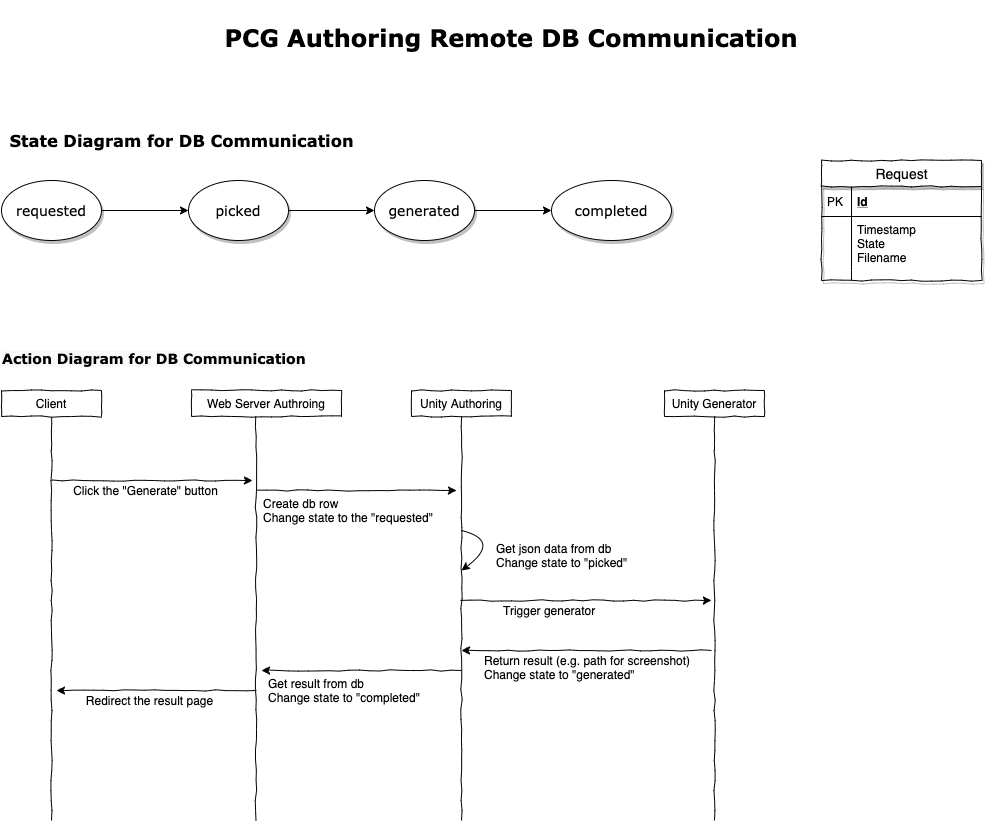 PCG Authoring Remote DB Communication
State Diagram for DB Communication
requested
picked
generated
completed
Request
PK
Id
Timestamp
State
Filename
Action Diagram for DB Communication
Client
Web Server Authroing
Unity Authoring
Unity Generator
Click the "Generate" button
Create db row
Change state to the "requested"
Get json data from db
Change state to "picked"
Trigger generator
Return result (e.g. path for screenshot)
Change state to "generated"
Get result from db
Change state to "completed"
Redirect the result page